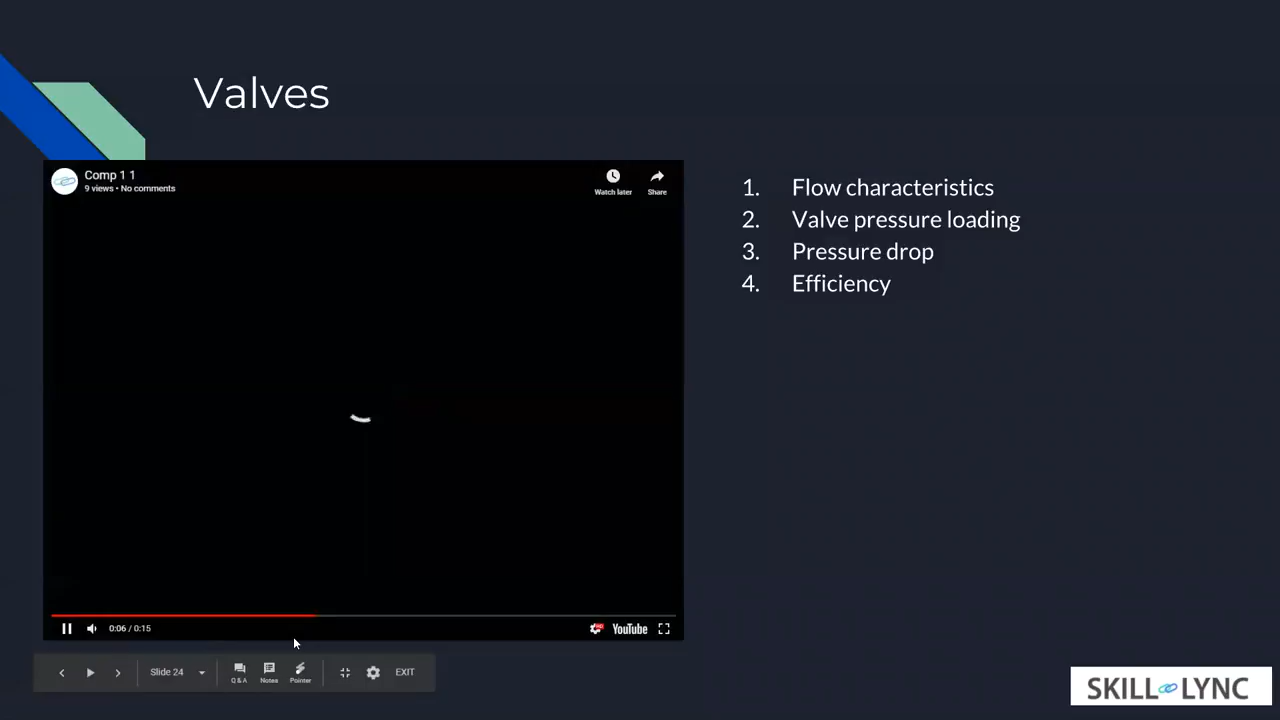 Valves
Comp 1 1
9 views • No comments
Watch later
Share
1. Flow characteristics
2. Valve pressure loading
3. Pressure drop
4. Efficiency
0:06 / 0:15
HD
YouTube
Slide 24
Q & A
Notes
Pointer
EXIT
SKILL LYNC